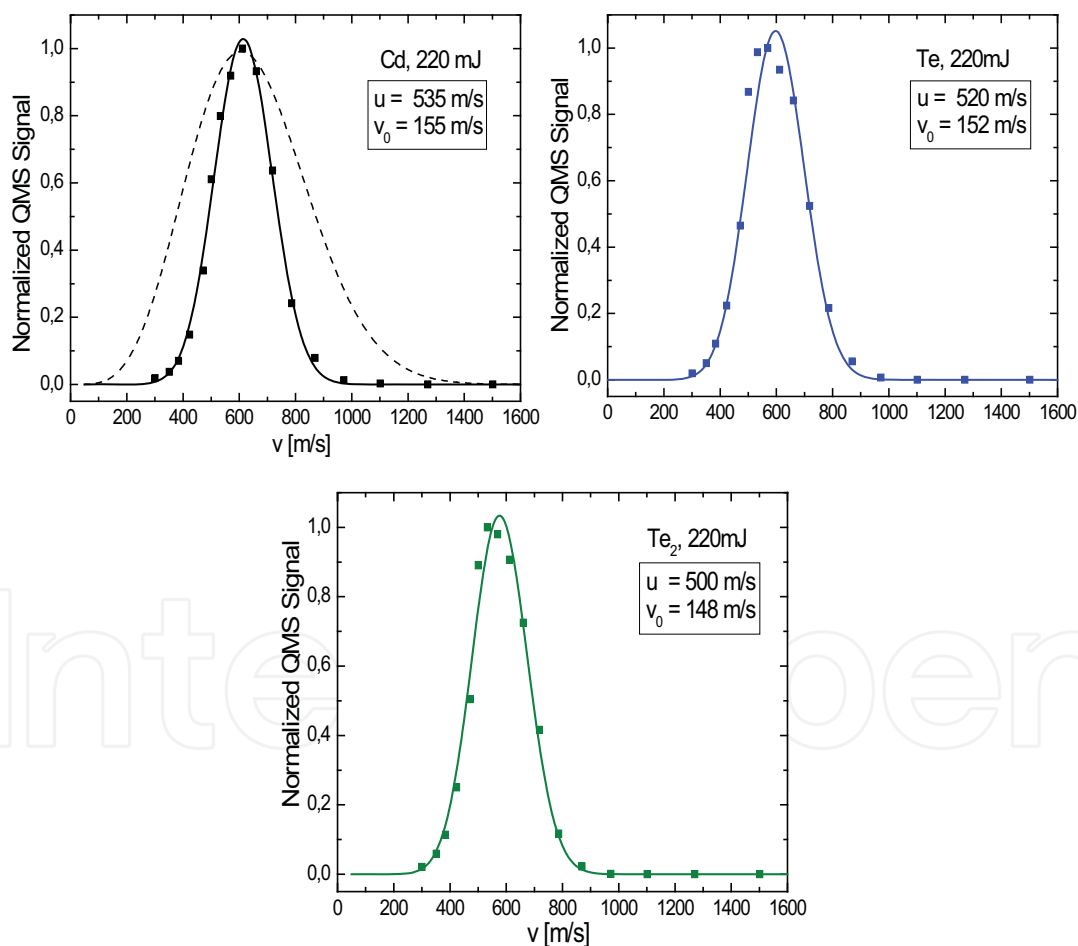 Normalized QMS Signal
1,0
0,8
0,6
0,4
0,2
0,0
Cd, 220 mJ
u = 535 m/s
v₀ = 155 m/s
0 200 400 600 800 1000 1200 1400 1600
v [m/s]
Normalized QMS Signal
1,0
0,8
0,6
0,4
0,2
0,0
Te, 220mJ
u = 520 m/s
v₀ = 152 m/s
0 200 400 600 800 1000 1200 1400 1600
Normalized QMS Signal
1,0
0,8
0,6
0,4
0,2
0,0
Te₂, 220mJ
u = 500 m/s
v₀ = 148 m/s
0 200 400 600 800 1000 1200 1400 1600
v [m/s]